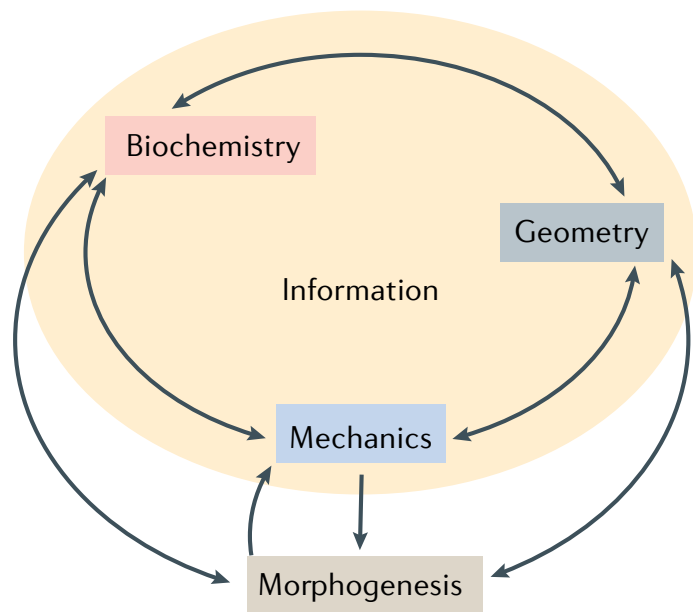 Biochemistry
Geometry
Information
Mechanics
Morphogenesis